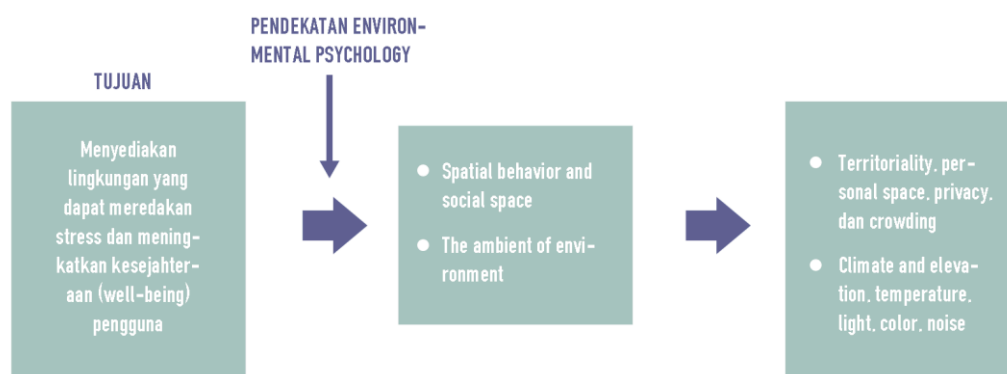 PENDEKATAN ENVIRON-
MENTAL PSYCHOLOGY
TUJUAN
Menyediakan
lingkungan yang
dapat meredakan
stress dan mening-
katkan kesejahter-
aan (well-being)
pengguna
Spatial behavior and
social space
The ambient of envi-
ronment
Territoriality, per-
sonal space, privacy,
dan crowding
Climate and eleva-
tion, temperature,
light, color, noise